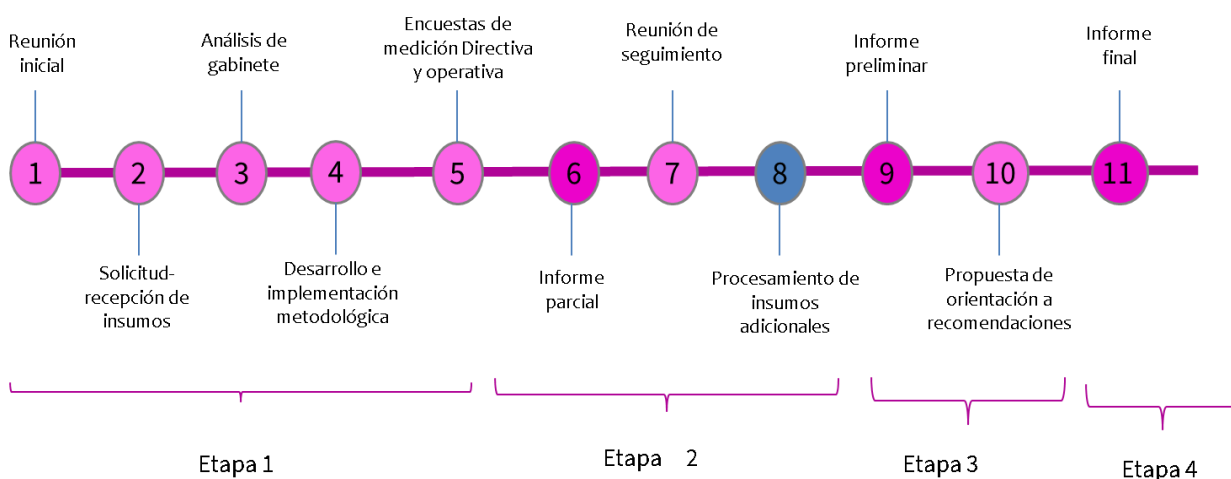 Reunión
inicial
Análisis de
gabinete
Encuestas de
medición Directiva
y operativa
Reunión de
seguimiento
Informe
preliminar
Informe
final
1
2
3
4
5
6
7
8
9
10
11
Solicitud-
recepción de
insumos
Desarrollo e
implementación
metodológica
Informe
parcial
Procesamiento de
insumos
adicionales
Propuesta de
orientación a
recomendaciones
Etapa 1
Etapa 2
Etapa 3
Etapa 4